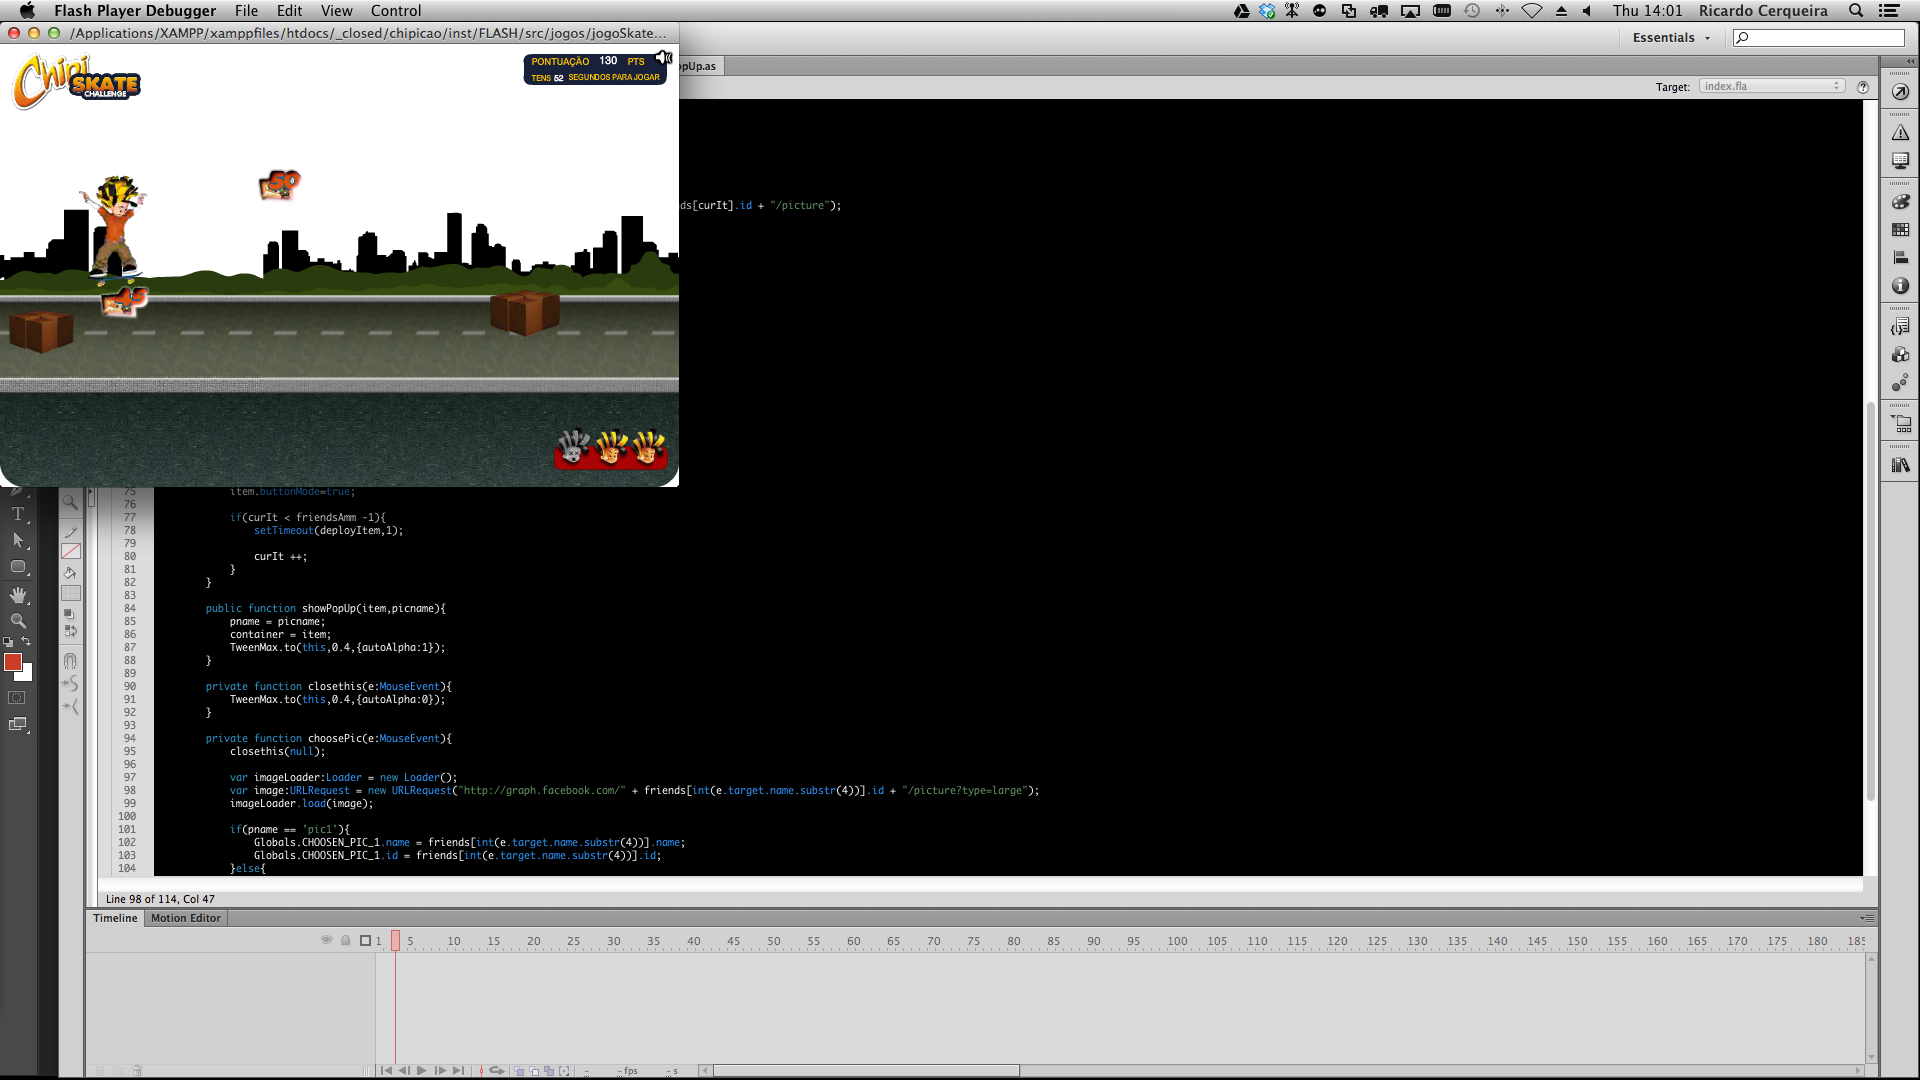 Flash Player Debugger File Edit View Control Thu 14:01 Ricardo Cerqueira
/Applications/XAMPP/xamppfiles/htdocs/_closed/chipicao/inst/FLASH/src/jogos/jogoSkate...
Essentials
Chipi SKATE CHALLENGE
PONTUAÇÃO 130 PTS
TENS 52 SEGUNDOS PARA JOGAR
pUp.as
Target: index.fla
50
ds[curIt].id + "/picture");
75 item.buttonMode=true;
76
77 if(curIt < friendsAmm -1){
78 setTimeout(deployItem,1);
79
80 curIt ++;
81 }
82 }
83
84 public function showPopUp(item,picname){
85 pname = picname;
86 container = item;
87 TweenMax.to(this,0.4,{autoAlpha:1});
88 }
89
90 private function closethis(e:MouseEvent){
91 TweenMax.to(this,0.4,{autoAlpha:0});
92 }
93
94 private function choosePic(e:MouseEvent){
95 closethis(null);
96
97 var imageLoader:Loader = new Loader();
98 var image:URLRequest = new URLRequest("http://graph.facebook.com/" + friends[int(e.target.name.substr(4))].id + "/picture?type=large");
99 imageLoader.load(image);
100
101 if(pname == 'pic1'){
102 Globals.CHOOSEN_PIC_1.name = friends[int(e.target.name.substr(4))].name;
103 Globals.CHOOSEN_PIC_1.id = friends[int(e.target.name.substr(4))].id;
104 }else{
Line 98 of 114, Col 47
Timeline Motion Editor
1 5 10 15 20 25 30 35 40 45 50 55 60 65 70 75 80 85 90 95 100 105 110 115 120 125 130 135 140 145 150 155 160 165 170 175 180 185
- -- fps -- s